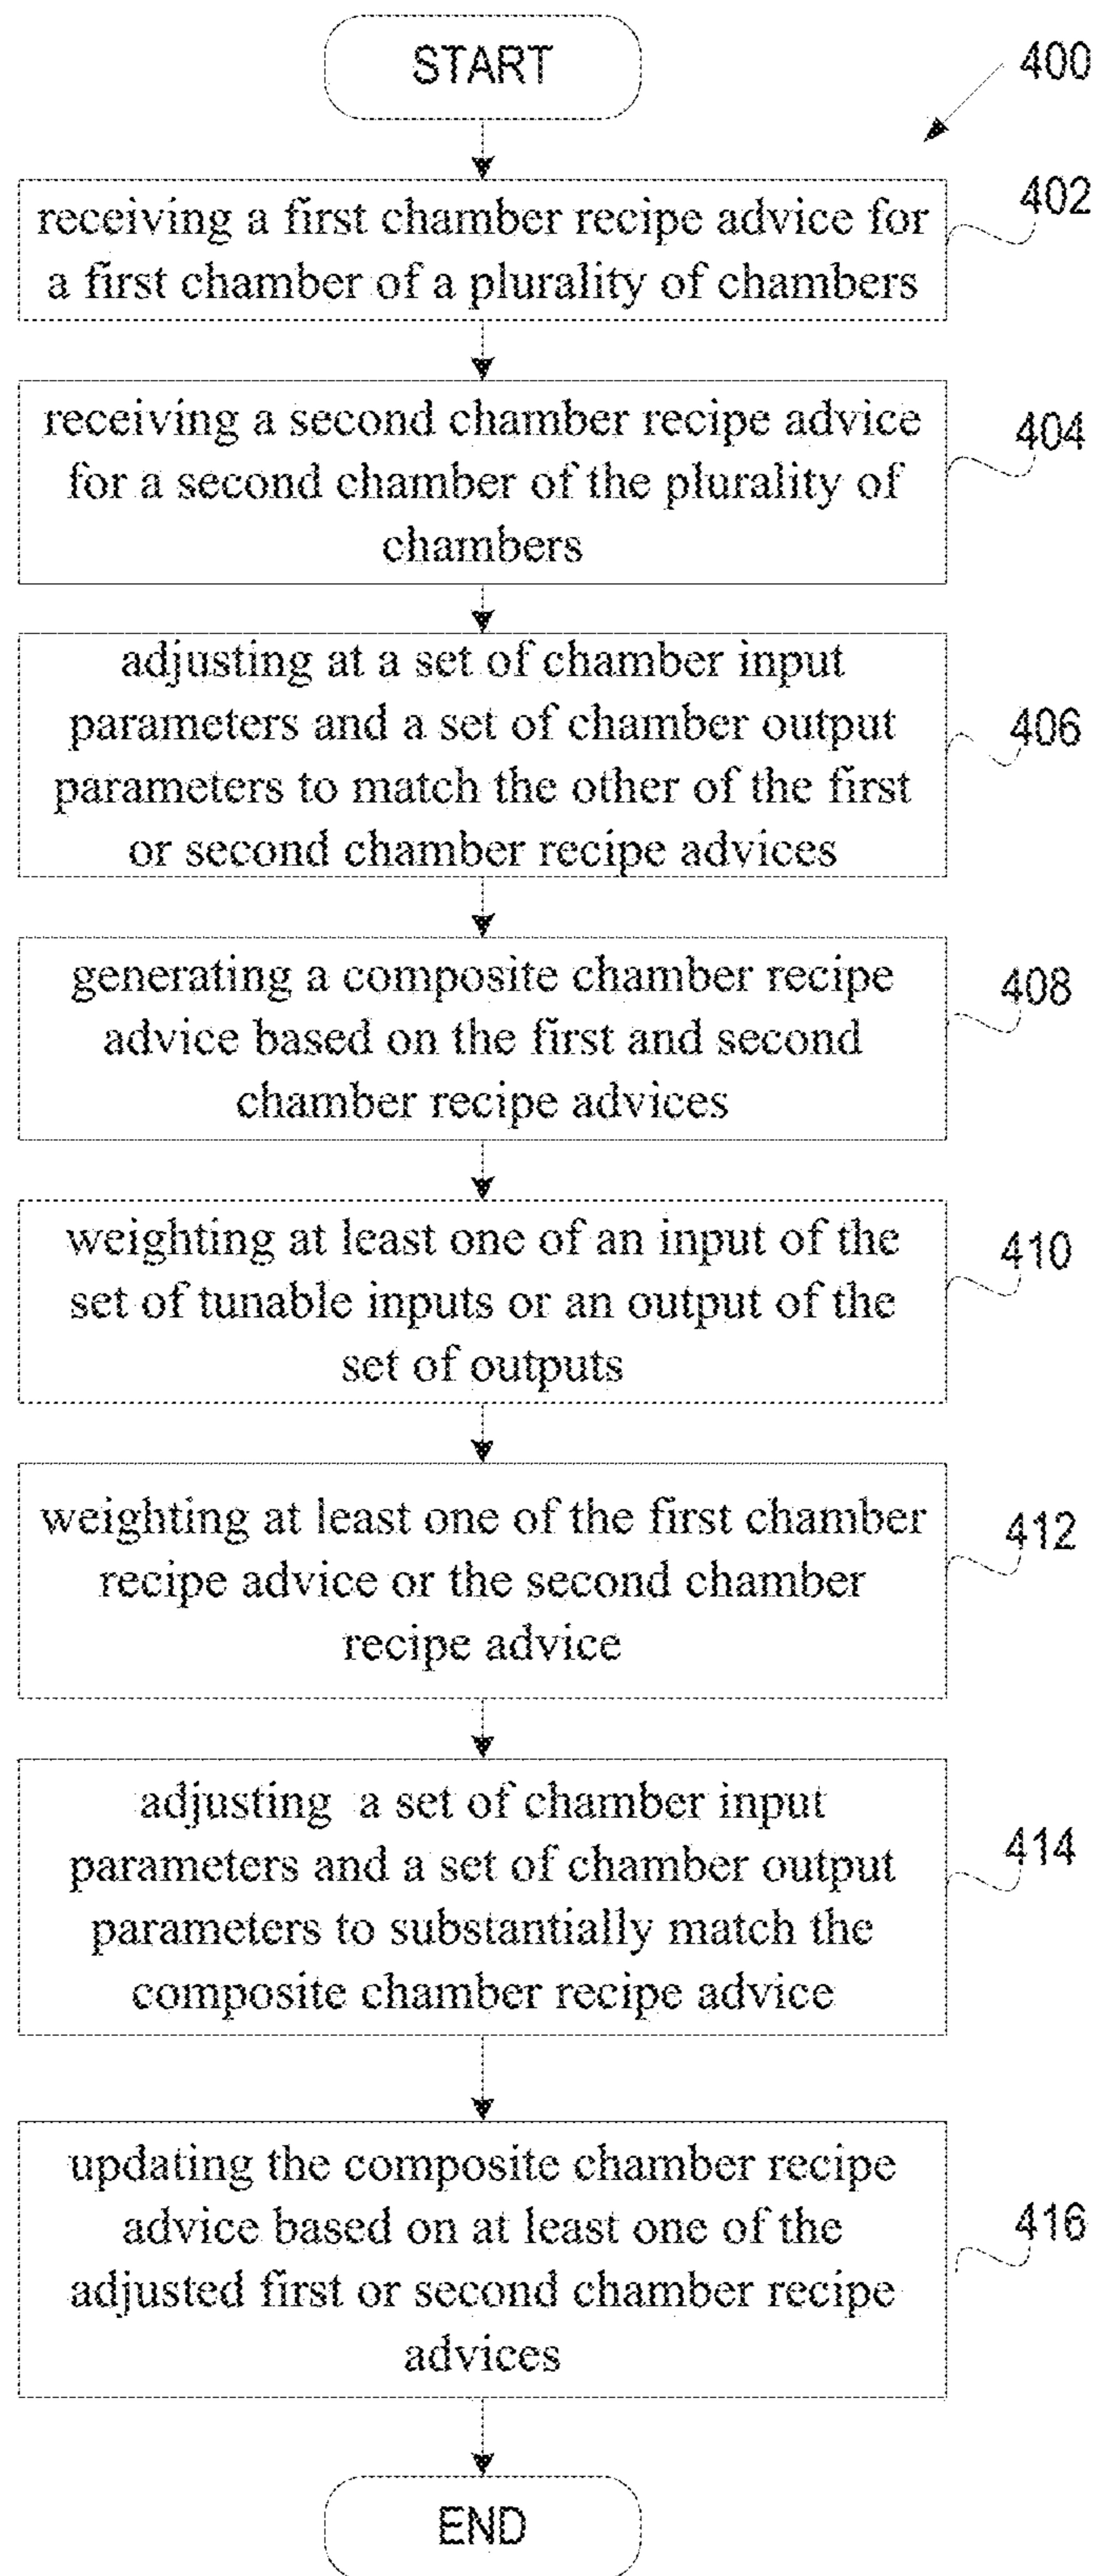 START
400
receiving a first chamber recipe advice for
a first chamber of a plurality of chambers
402
receiving a second chamber recipe advice
for a second chamber of the plurality of
chambers
404
adjusting at a set of chamber input
parameters and a set of chamber output
parameters to match the other of the first
or second chamber recipe advices
406
generating a composite chamber recipe
advice based on the first and second
chamber recipe advices
408
weighting at least one of an input of the
set of tunable inputs or an output of the
set of outputs
410
weighting at least one of the first chamber
recipe advice or the second chamber
recipe advice
412
adjusting a set of chamber input
parameters and a set of chamber output
parameters to substantially match the
composite chamber recipe advice
414
updating the composite chamber recipe
advice based on at least one of the
adjusted first or second chamber recipe
advices
416
END